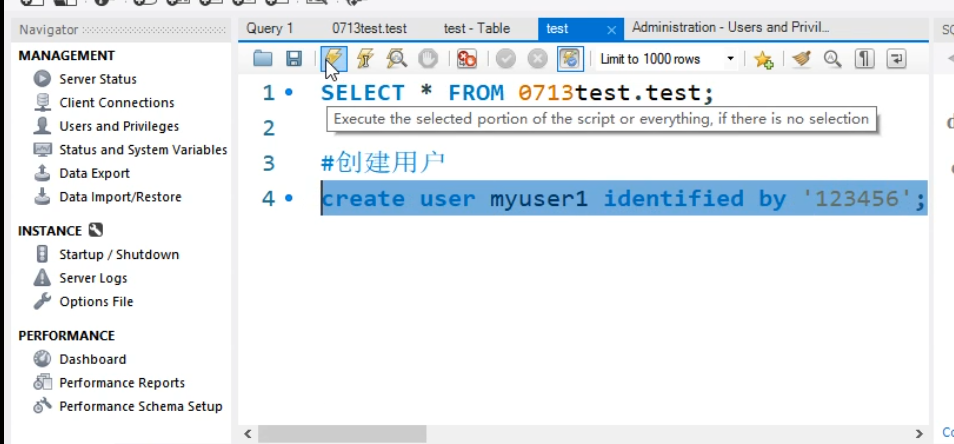 Navigator
MANAGEMENT
Server Status
Client Connections
Users and Privileges
Status and System Variables
Data Export
Data Import/Restore
INSTANCE
Startup / Shutdown
Server Logs
Options File
PERFORMANCE
Dashboard
Performance Reports
Performance Schema Setup
Query 1 0713test.test test - Table test Administration - Users and Privil...
Limit to 1000 rows
1 SELECT * FROM 0713test.test;
Execute the selected portion of the script or everything, if there is no selection
2
3 #创建用户
4 create user myuser1 identified by '123456';